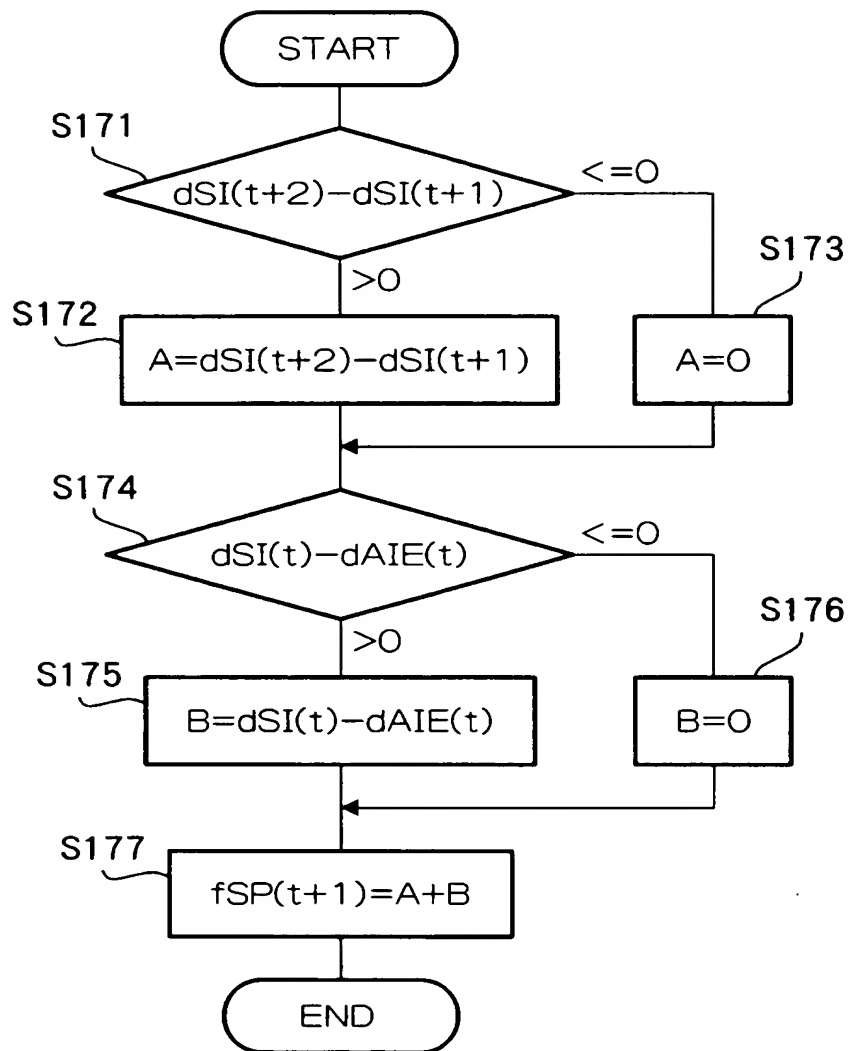 START
S171
dSI(t+2)-dSI(t+1)
<=0
>0
S173
S172
A=dSI(t+2)-dSI(t+1)
A=0
S174
dSI(t)-dAIE(t)
<=0
>0
S176
S175
B=dSI(t)-dAIE(t)
B=0
S177
fSP(t+1)=A+B
END